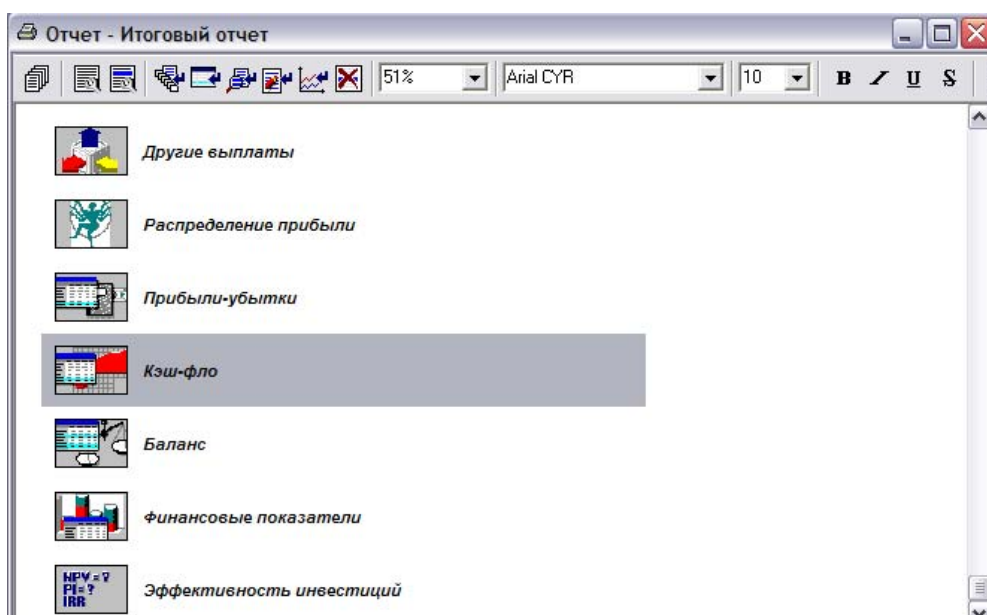 Отчет - Итоговый отчет
51% Arial CYR 10 B I U S
Другие выплаты
Распределение прибыли
Прибыли-убытки
Кэш-фло
Баланс
Финансовые показатели
NPV = ?
PI = ?
IRR
Эффективность инвестиций